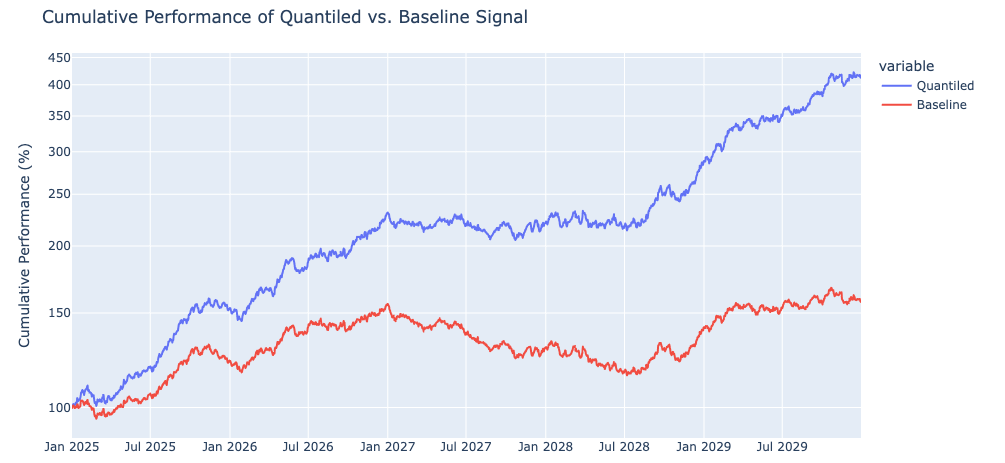 Cumulative Performance of Quantiled vs. Baseline Signal
variable
Quantiled
Baseline
Cumulative Performance (%)
450
400
350
300
250
200
150
100
Jan 2025 Jul 2025 Jan 2026 Jul 2026 Jan 2027 Jul 2027 Jan 2028 Jul 2028 Jan 2029 Jul 2029